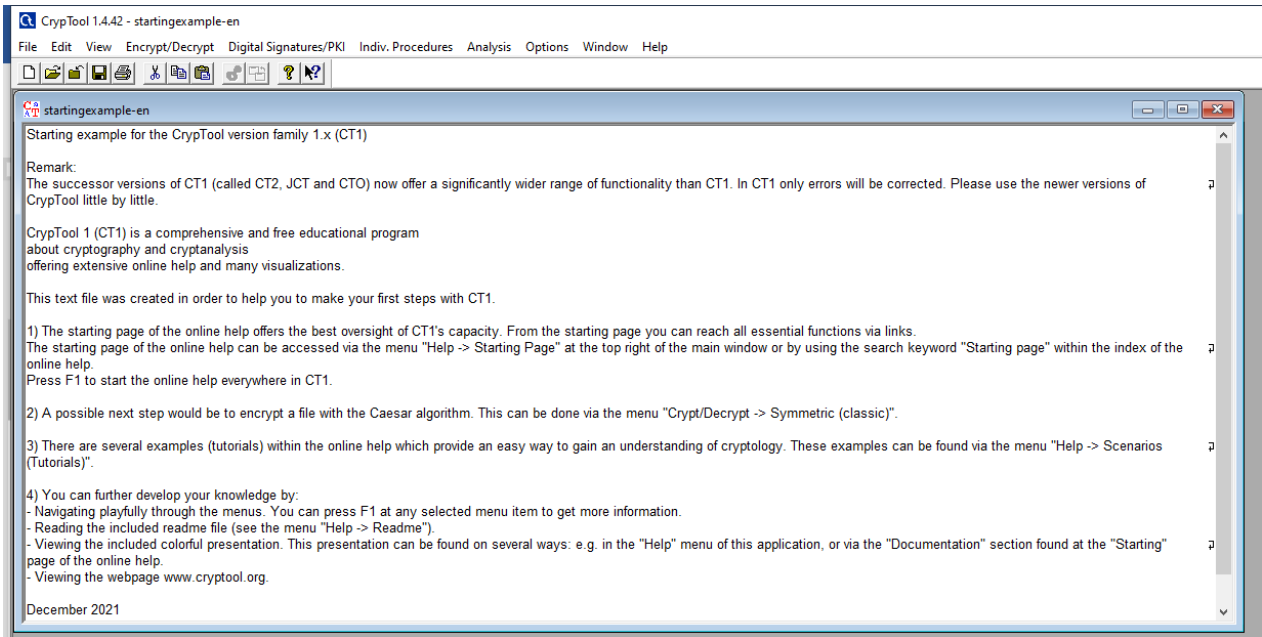 CrypTool 1.4.42 - startingexample-en
File Edit View Encrypt/Decrypt Digital Signatures/PKI Indiv. Procedures Analysis Options Window Help
startingexample-en
Starting example for the CrypTool version family 1.x (CT1)
Remark:
The successor versions of CT1 (called CT2, JCT and CTO) now offer a significantly wider range of functionality than CT1. In CT1 only errors will be corrected. Please use the newer versions of
CrypTool little by little.
CrypTool 1 (CT1) is a comprehensive and free educational program
about cryptography and cryptanalysis
offering extensive online help and many visualizations.
This text file was created in order to help you to make your first steps with CT1.
1) The starting page of the online help offers the best oversight of CT1's capacity. From the starting page you can reach all essential functions via links.
The starting page of the online help can be accessed via the menu "Help -> Starting Page" at the top right of the main window or by using the search keyword "Starting page" within the index of the
online help.
Press F1 to start the online help everywhere in CT1.
2) A possible next step would be to encrypt a file with the Caesar algorithm. This can be done via the menu "Crypt/Decrypt -> Symmetric (classic)".
3) There are several examples (tutorials) within the online help which provide an easy way to gain an understanding of cryptology. These examples can be found via the menu "Help -> Scenarios
(Tutorials)".
4) You can further develop your knowledge by:
- Navigating playfully through the menus. You can press F1 at any selected menu item to get more information.
- Reading the included readme file (see the menu "Help -> Readme").
- Viewing the included colorful presentation. This presentation can be found on several ways: e.g. in the "Help" menu of this application, or via the "Documentation" section found at the "Starting"
page of the online help.
- Viewing the webpage www.cryptool.org.
December 2021